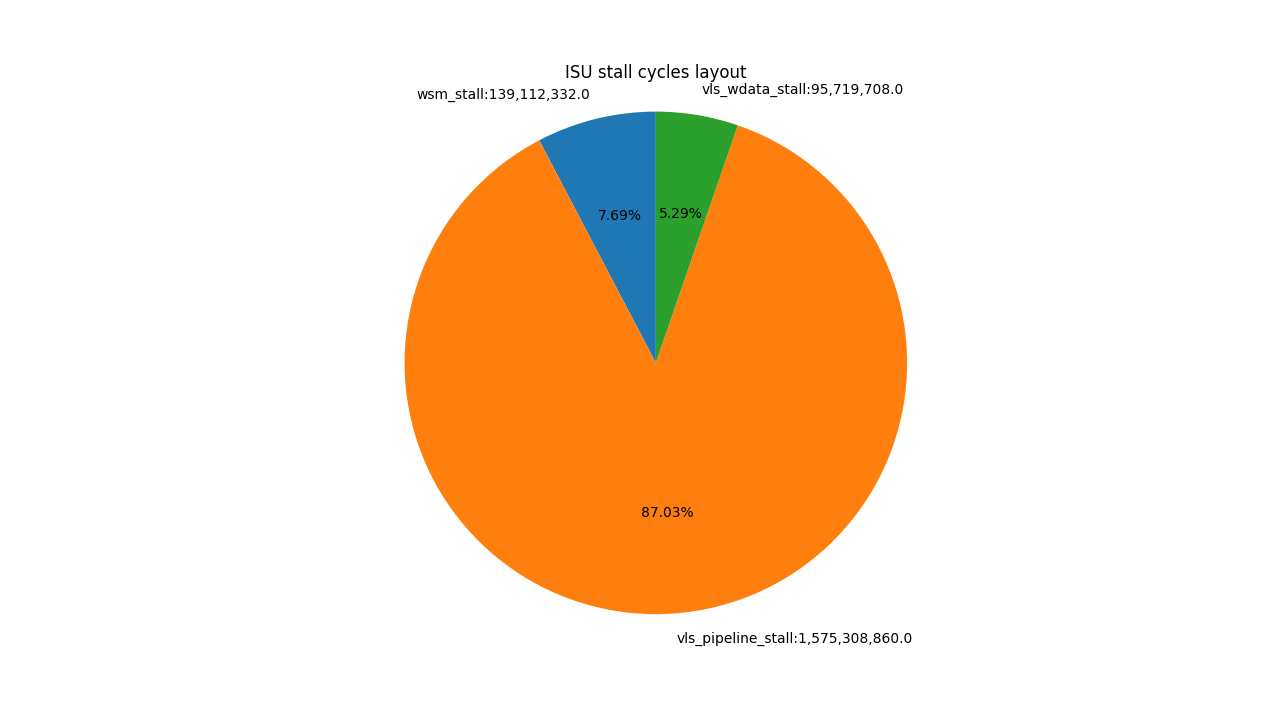 ISU stall cycles layout
wsm_stall:139,112,332.0
vls_wdata_stall:95,719,708.0
7.69%
5.29%
87.03%
vls_pipeline_stall:1,575,308,860.0